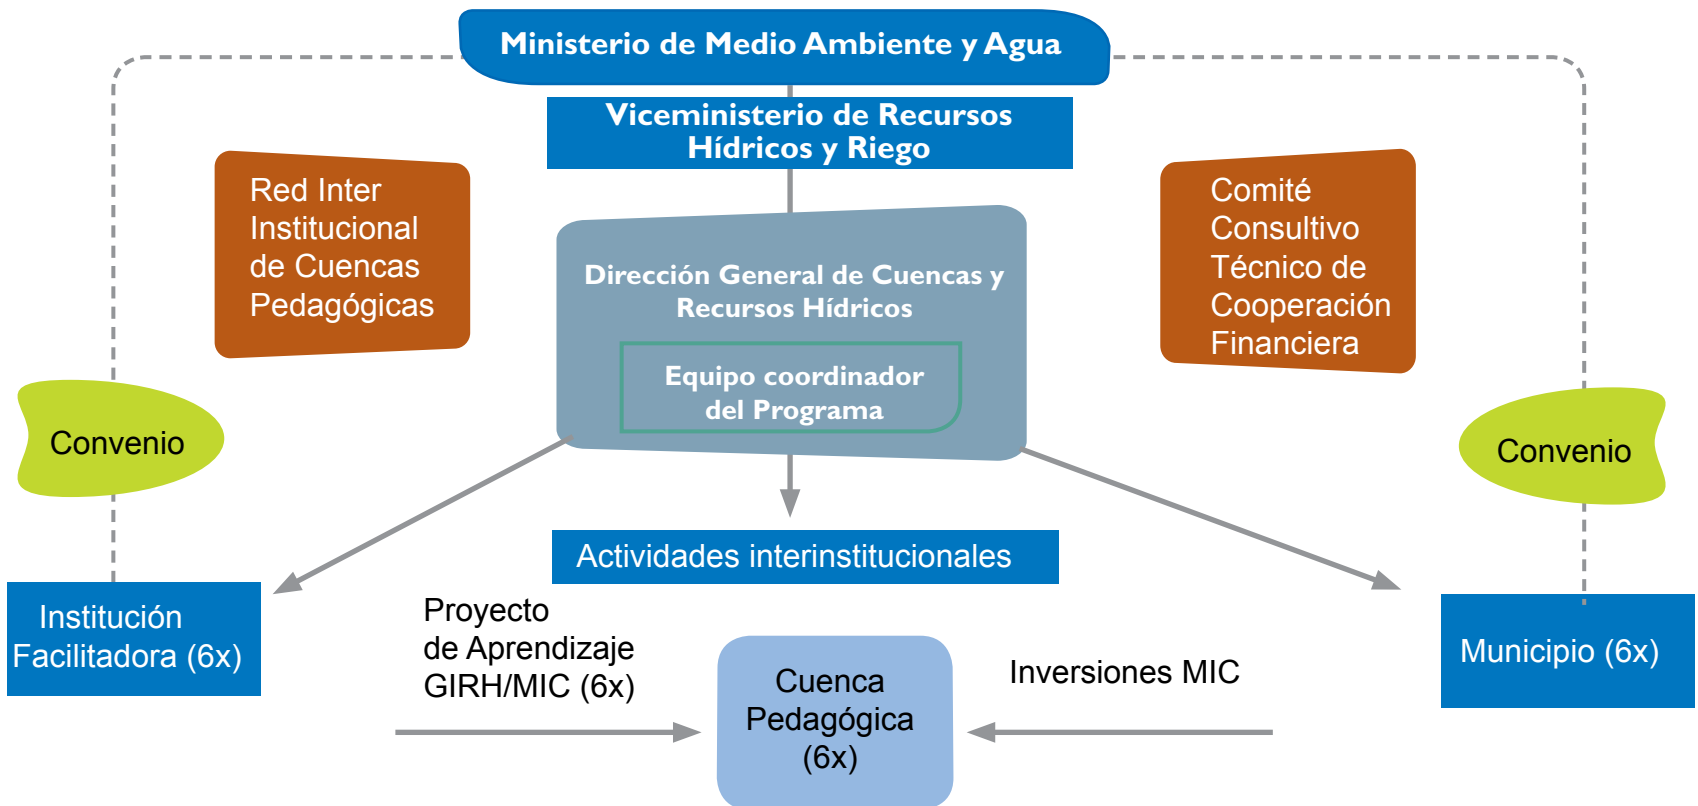 Ministerio de Medio Ambiente y Agua
Viceministerio de Recursos
Hídricos y Riego
Red Inter
Institucional
de Cuencas
Pedagógicas
Comité
Consultivo
Técnico de
Cooperación
Financiera
Dirección General de Cuencas y
Recursos Hídricos
Equipo coordinador
del Programa
Convenio
Convenio
Actividades interinstitucionales
Institución
Facilitadora (6x)
Proyecto
de Aprendizaje
GIRH/MIC (6x)
Cuenca
Pedagógica
(6x)
Inversiones MIC
Municipio (6x)